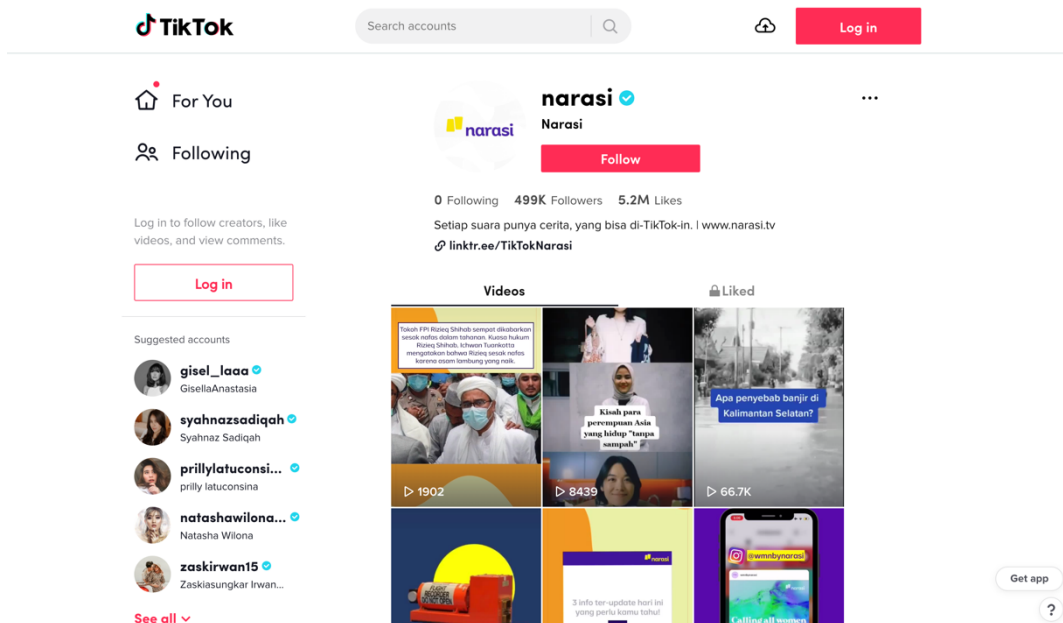 TikTok
Search accounts
Log in
For You
Following
Log in to follow creators, like
videos, and view comments.
Log in
Suggested accounts
gisel_laaa
GisellaAnastasia
syahnazsadiqah
Syahnaz Sadiqah
prillylatuconsi...
prilly latuconsina
natashawilona...
Natasha Wilona
zaskirwan15
Zaskiasungkar Irwan...
See all
narasi
narasi
Narasi
Follow
0 Following 499K Followers 5.2M Likes
Setiap suara punya cerita, yang bisa di-TikTok-in. | www.narasi.tv
linktr.ee/TikTokNarasi
Videos
Liked
Tokoh FPI Rizieq Shihab sempat dikabarkan
sesak nafas dalam tahanan. Kuasa hukum
Rizieq Shihab, Ichwan Tuankotta
mengatakan bahwa Rizieq sesak nafas
karena asam lambung yang naik.
1902
Kisah para
perempuan Asia
yang hidup "tanpa
sampah"
8439
Apa penyebab banjir di
Kalimantan Selatan?
66.7K
FLIGHT
RECORDER
DO NOT OPEN
narasi
3 info ter-update hari ini
yang perlu kamu tahu!
@wmnbynarasi
Calling all women
Get app
?